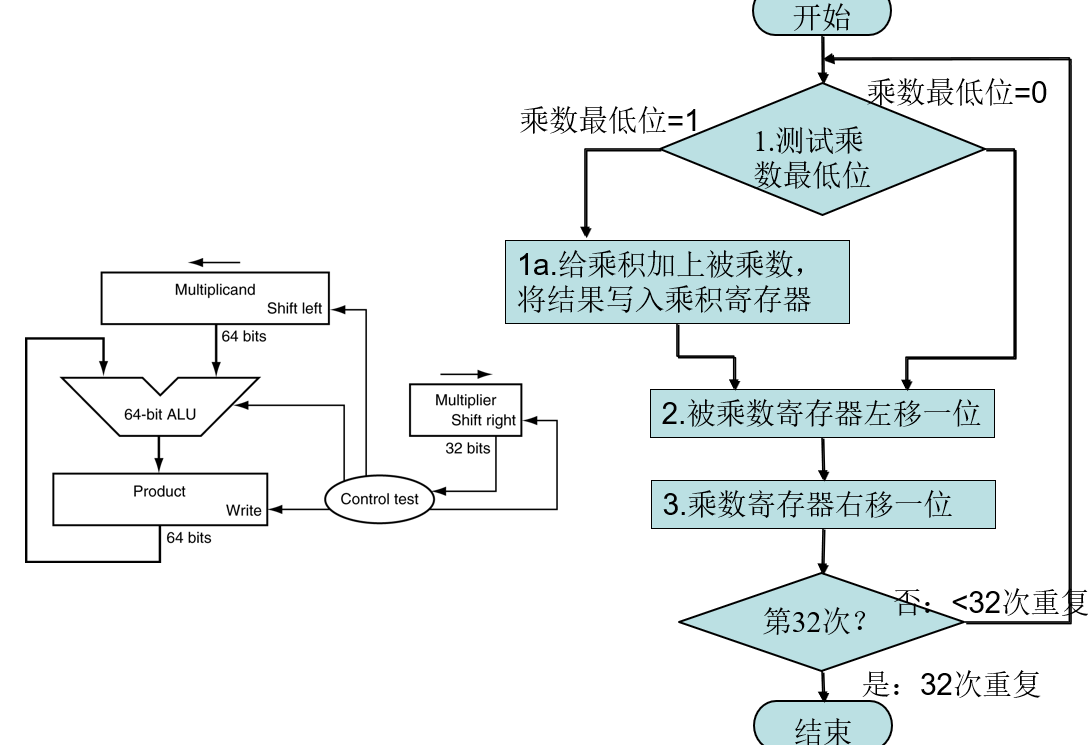 开始
乘数最低位=0
乘数最低位=1
1.测试乘
数最低位
1a.给乘积加上被乘数，
将结果写入乘积寄存器
Multiplicand
Shift left
64 bits
64-bit ALU
Multiplier
Shift right
32 bits
Product
Write
Control test
64 bits
2.被乘数寄存器左移一位
3.乘数寄存器右移一位
第32次？
否：<32次重复
是：32次重复
结束